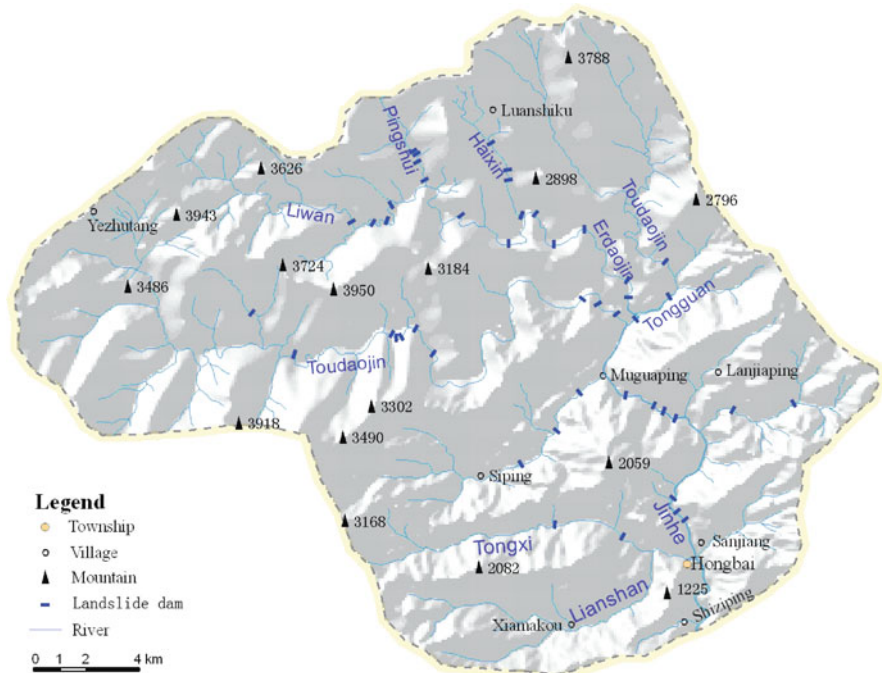 3788
Luanshiku
Pingshui
Haixin
3626
2898
Toudaojin
2796
Yezhutang
3943
Liwan
Erdaojin
3724
3184
3486
3950
Tongguan
Toudaojin
Muguaping
Lanjiaping
3302
3918
3490
2059
Siping
Legend
Township
Village
Mountain
Landslide dam
River
0 1 2 4 km
3168
Jinhe
Tongxi
Sanjiang
2082
Hongbai
Lianshan
1225
Xiamakou
Shiziping